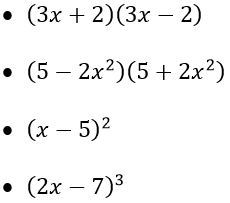 • (3x + 2)(3x − 2)
• (5 − 2x²)(5 + 2x²)
• (x − 5)²
• (2x − 7)³